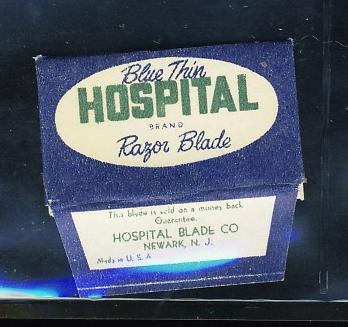 Blue Thin
HOSPITAL
BRAND
Razor Blade
This blade is sold on a money back
Guarantee.
HOSPITAL BLADE CO
NEWARK, N. J.
Made in U. S. A